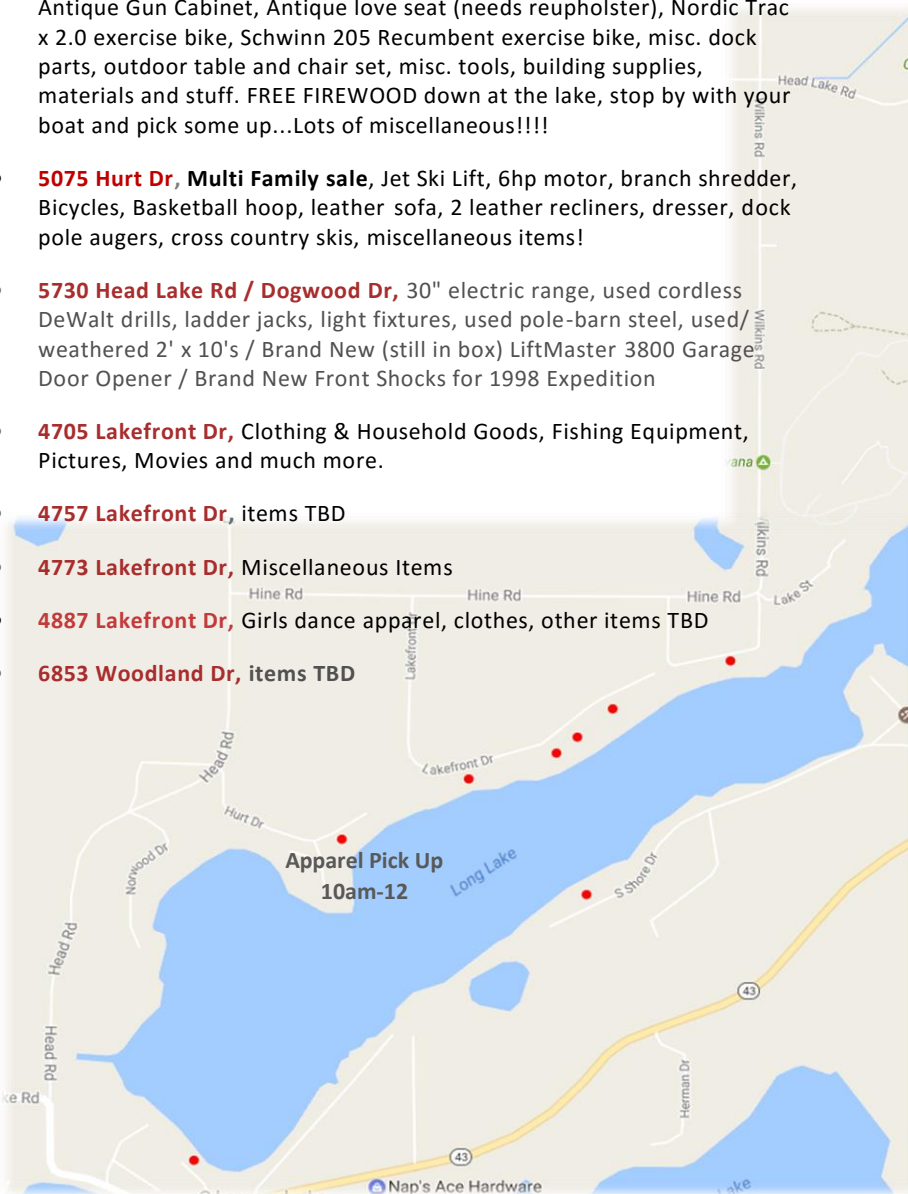 Antique Gun Cabinet, Antique love seat (needs reupholster), Nordic Trac
x 2.0 exercise bike, Schwinn 205 Recumbent exercise bike, misc. dock
parts, outdoor table and chair set, misc. tools, building supplies,
materials and stuff. FREE FIREWOOD down at the lake, stop by with your
boat and pick some up...Lots of miscellaneous!!!!
5075 Hurt Dr, Multi Family sale, Jet Ski Lift, 6hp motor, branch shredder,
Bicycles, Basketball hoop, leather sofa, 2 leather recliners, dresser, dock
pole augers, cross country skis, miscellaneous items!
5730 Head Lake Rd / Dogwood Dr, 30" electric range, used cordless
DeWalt drills, ladder jacks, light fixtures, used pole-barn steel, used/
weathered 2' x 10's / Brand New (still in box) LiftMaster 3800 Garage
Door Opener / Brand New Front Shocks for 1998 Expedition
4705 Lakefront Dr, Clothing & Household Goods, Fishing Equipment,
Pictures, Movies and much more.
4757 Lakefront Dr, items TBD
4773 Lakefront Dr, Miscellaneous Items
4887 Lakefront Dr, Girls dance apparel, clothes, other items TBD
6853 Woodland Dr, items TBD
Head Lake Rd
Wilkins Rd
Wilkins Rd
ana
ilkins Rd
Hine Rd
Hine Rd
Hine Rd
Lake St
Lakefront Dr
Lakefront Dr
Head Rd
Hurt Dr
Norwood Dr
Apparel Pick Up
10am-12
Long Lake
S Shore Dr
Head Rd
43
Head Rd
Herman Dr
ke Rd
43
Nap's Ace Hardware
ake